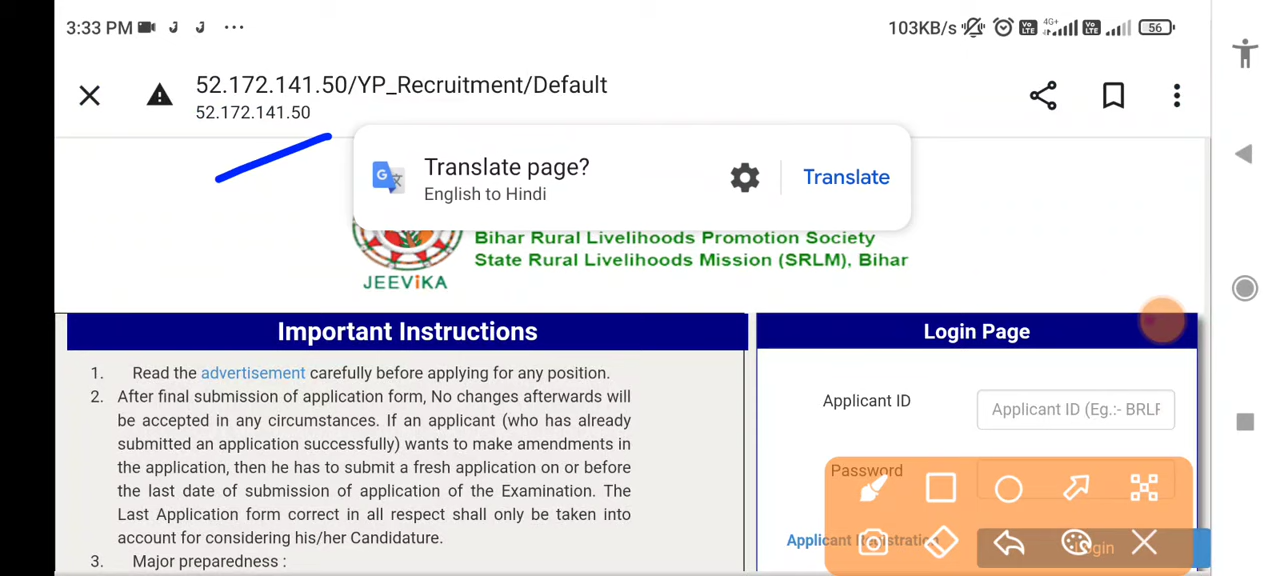 3:33 PM
103KB/s 4G+ 56
52.172.141.50/YP_Recruitment/Default
52.172.141.50
Translate page?
English to Hindi
Translate
Bihar Rural Livelihoods Promotion Society
State Rural Livelihoods Mission (SRLM), Bihar
JEEViKA
Important Instructions
1. Read the advertisement carefully before applying for any position.
2. After final submission of application form, No changes afterwards will
be accepted in any circumstances. If an applicant (who has already
submitted an application successfully) wants to make amendments in
the application, then he has to submit a fresh application on or before
the last date of submission of application of the Examination. The
Last Application form correct in all respect shall only be taken into
account for considering his/her Candidature.
3. Major preparedness :
Login Page
Applicant ID
Applicant ID (Eg.:- BRLF
Password
Applicant Registration
Login